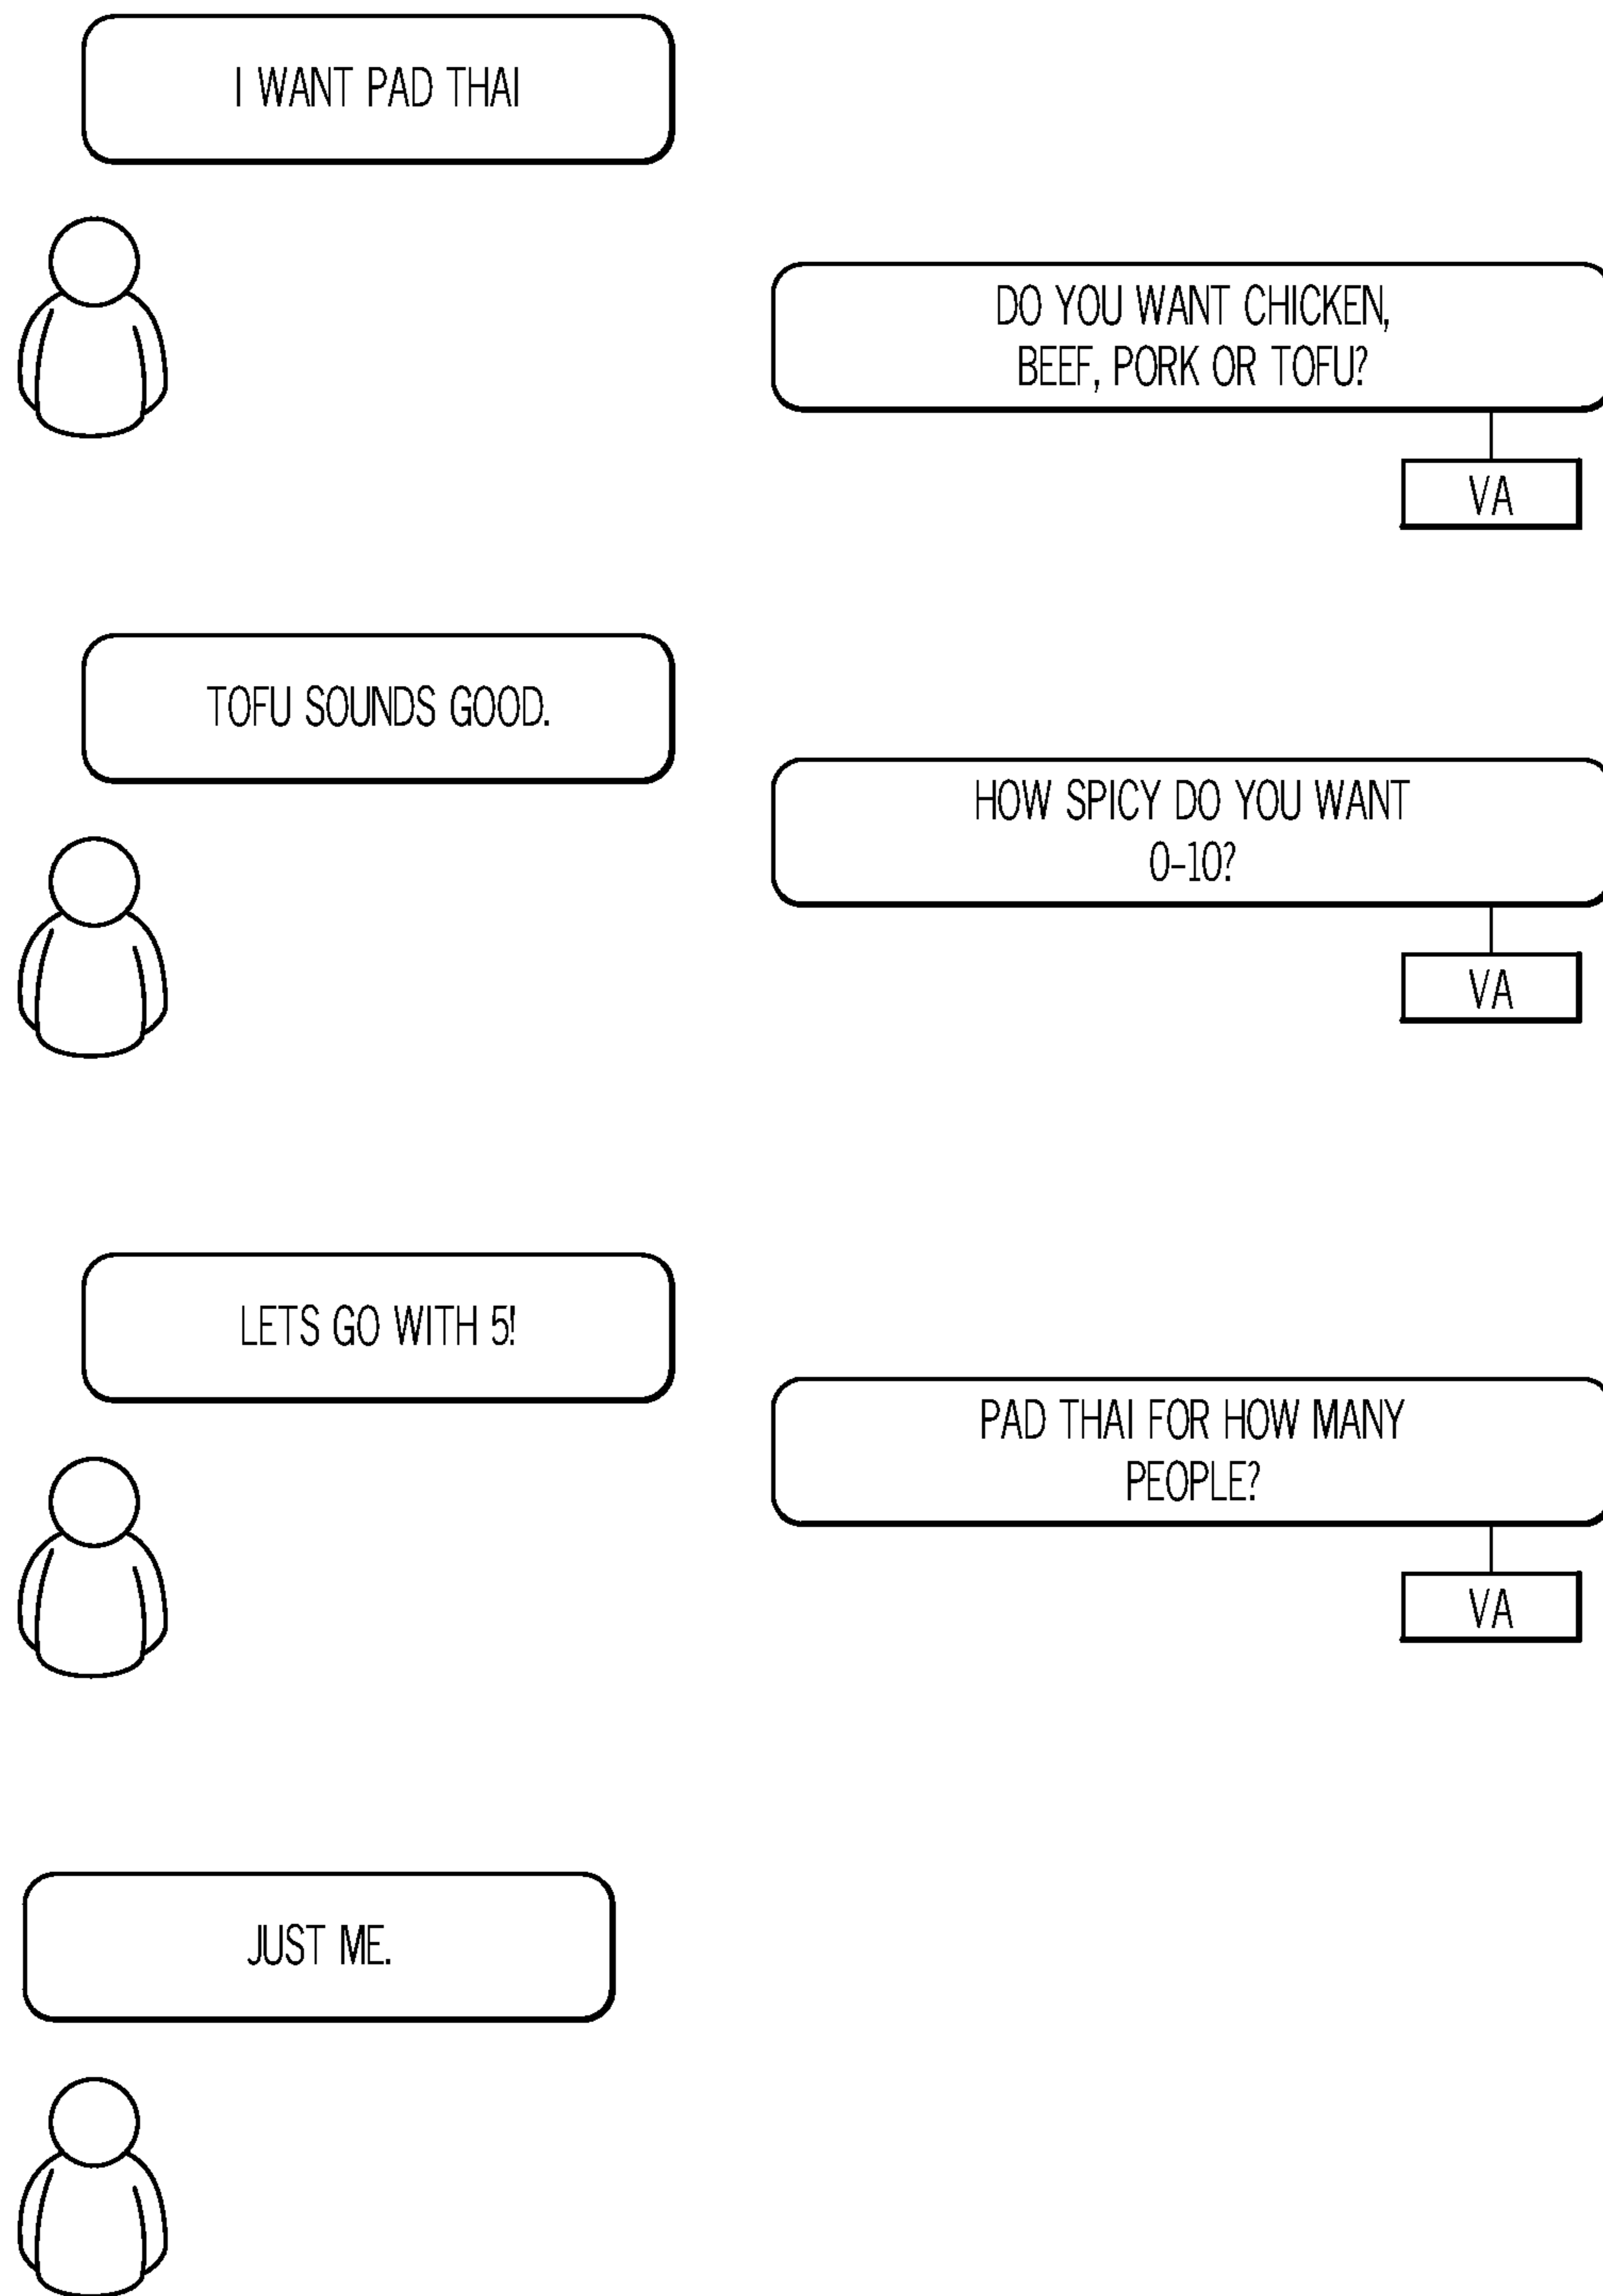 I WANT PAD THAI
DO YOU WANT CHICKEN,
BEEF, PORK OR TOFU?
VA
TOFU SOUNDS GOOD.
HOW SPICY DO YOU WANT
0-10?
VA
LETS GO WITH 5!
PAD THAI FOR HOW MANY
PEOPLE?
VA
JUST ME.